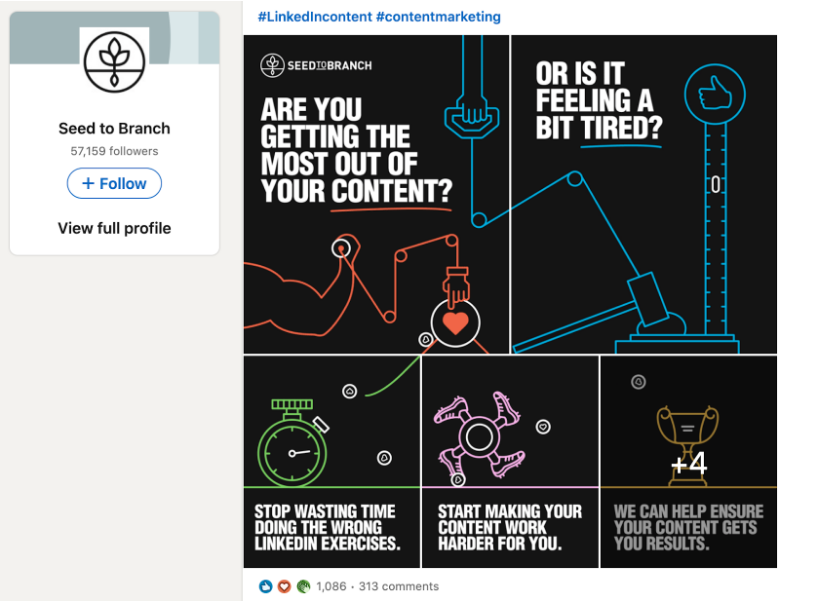 #LinkedIncontent #contentmarketing
Seed to Branch
57,159 followers
+ Follow
View full profile
SEEDTOBRANCH
ARE YOU
GETTING THE
MOST OUT OF
YOUR CONTENT?
OR IS IT
FEELING A
BIT TIRED?
0
STOP WASTING TIME
DOING THE WRONG
LINKEDIN EXERCISES.
START MAKING YOUR
CONTENT WORK
HARDER FOR YOU.
+4
WE CAN HELP ENSURE
YOUR CONTENT GETS
YOU RESULTS.
1,086 · 313 comments